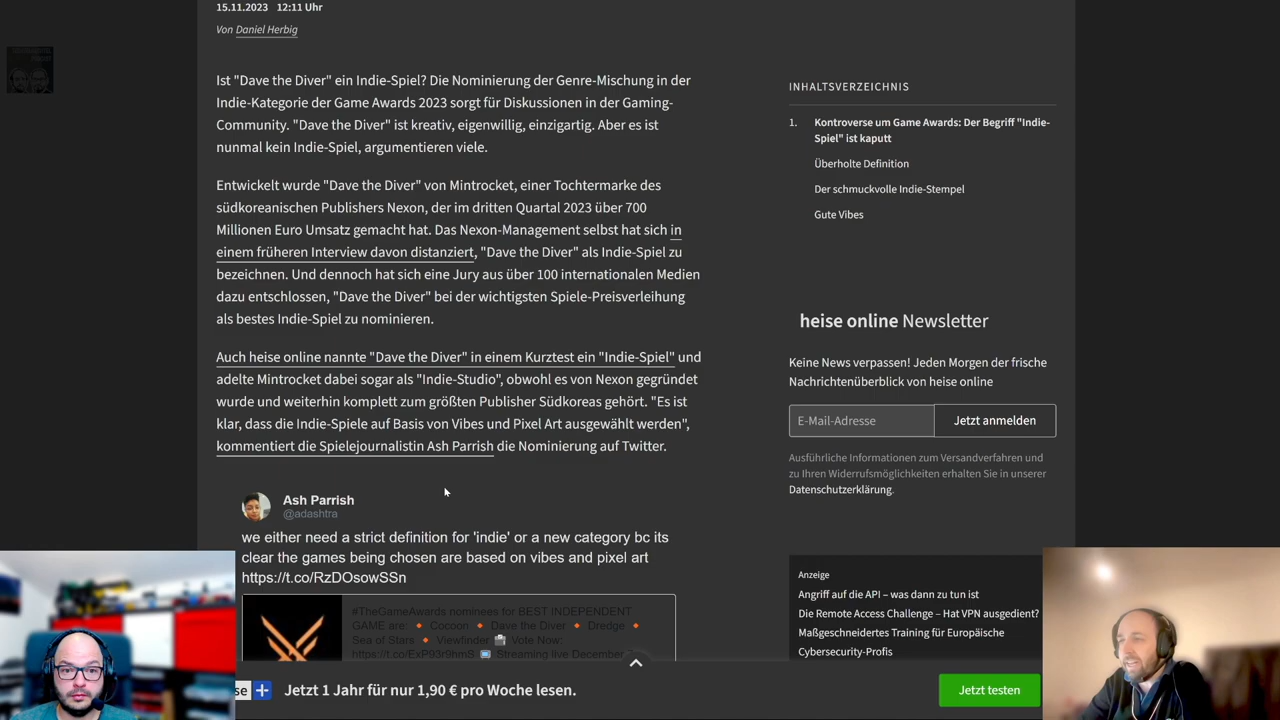 15.11.2023 12:11 Uhr
Von Daniel Herbig
Ist "Dave the Diver" ein Indie-Spiel? Die Nominierung der Genre-Mischung in der
Indie-Kategorie der Game Awards 2023 sorgt für Diskussionen in der Gaming-
Community. "Dave the Diver" ist kreativ, eigenwillig, einzigartig. Aber es ist
nunmal kein Indie-Spiel, argumentieren viele.
Entwickelt wurde "Dave the Diver" von Mintrocket, einer Tochtermarke des
südkoreanischen Publishers Nexon, der im dritten Quartal 2023 über 700
Millionen Euro Umsatz gemacht hat. Das Nexon-Management selbst hat sich in
einem früheren Interview davon distanziert, "Dave the Diver" als Indie-Spiel zu
bezeichnen. Und dennoch hat sich eine Jury aus über 100 internationalen Medien
dazu entschlossen, "Dave the Diver" bei der wichtigsten Spiele-Preisverleihung
als bestes Indie-Spiel zu nominieren.
Auch heise online nannte "Dave the Diver" in einem Kurztest ein "Indie-Spiel" und
adelte Mintrocket dabei sogar als "Indie-Studio", obwohl es von Nexon gegründet
wurde und weiterhin komplett zum größten Publisher Südkoreas gehört. "Es ist
klar, dass die Indie-Spiele auf Basis von Vibes und Pixel Art ausgewählt werden",
kommentiert die Spielejournalistin Ash Parrish die Nominierung auf Twitter.
Ash Parrish
@adashtra
we either need a strict definition for 'indie' or a new category bc its
clear the games being chosen are based on vibes and pixel art
https://t.co/RzDOsowSSn
#TheGameAwards nominees for BEST INDEPENDENT
GAME are: Cocoon Dave the Diver Dredge
Sea of Stars Viewfinder Vote Now:
https://t.co/ExP93r9hmS Streaming live December
INHALTSVERZEICHNIS
1. Kontroverse um Game Awards: Der Begriff "Indie-
Spiel" ist kaputt
Überholte Definition
Der schmuckvolle Indie-Stempel
Gute Vibes
heise online Newsletter
Keine News verpassen! Jeden Morgen der frische
Nachrichtenüberblick von heise online
E-Mail-Adresse Jetzt anmelden
Ausführliche Informationen zum Versandverfahren und
zu Ihren Widerrufsmöglichkeiten erhalten Sie in unserer
Datenschutzerklärung.
Anzeige
Angriff auf die API – was dann zu tun ist
Die Remote Access Challenge – Hat VPN ausgedient?
Maßgeschneidertes Training für Europäische
Cybersecurity-Profis
se + Jetzt 1 Jahr für nur 1,90 € pro Woche lesen. Jetzt testen